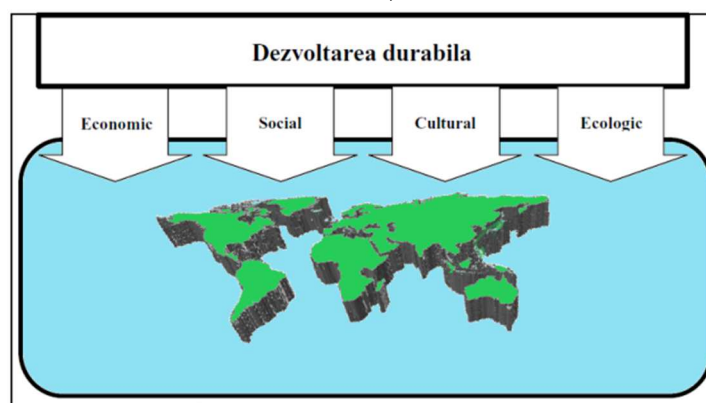 Dezvoltarea durabila
Economic
Social
Cultural
Ecologic